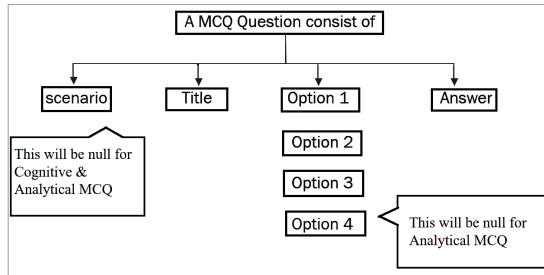 A MCQ Question consist of
scenario
Title
Option 1
Answer
This will be null for
Cognitive &
Analytical MCQ
Option 2
Option 3
Option 4
This will be null for
Analytical MCQ